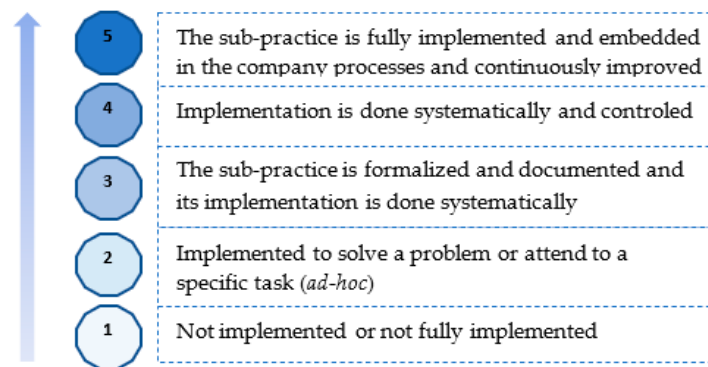 5
The sub-practice is fully implemented and embedded
in the company processes and continuously improved
4
Implementation is done systematically and controled
3
The sub-practice is formalized and documented and
its implementation is done systematically
2
Implemented to solve a problem or attend to a
specific task (ad-hoc)
1
Not implemented or not fully implemented